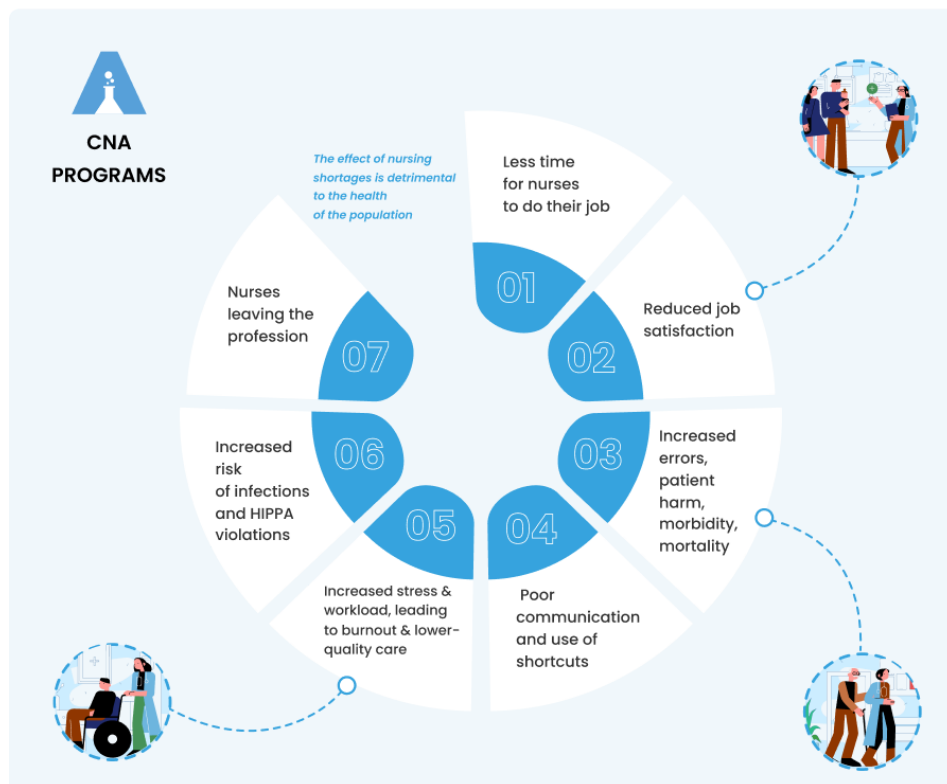 CNA
PROGRAMS
The effect of nursing
shortages is detrimental
to the health
of the population
01
Less time
for nurses
to do their job
02
Reduced job
satisfaction
03
Increased
errors,
patient
harm,
morbidity,
mortality
04
Poor
communication
and use of
shortcuts
05
Increased stress &
workload, leading
to burnout & lower-
quality care
06
Increased
risk
of infections
and HIPPA
violations
07
Nurses
leaving the
profession